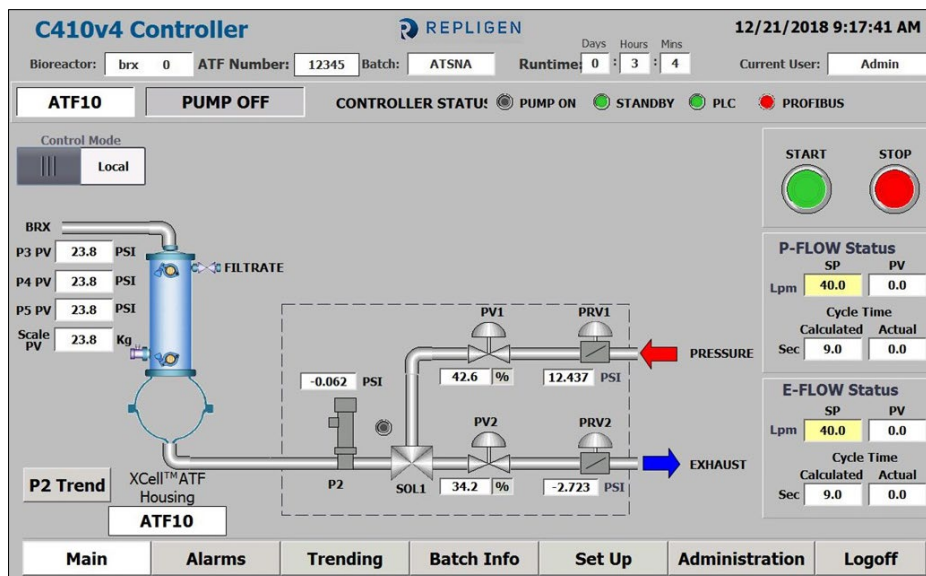 C410v4 Controller
REPLIGEN
12/21/2018 9:17:41 AM
Days Hours Mins
Bioreactor: brx 0 ATF Number: 12345 Batch: ATSNA Runtime: 0 : 3 : 4 Current User: Admin
ATF10 PUMP OFF CONTROLLER STATUS PUMP ON STANDBY PLC PROFIBUS
Control Mode
Local
START STOP
BRX
P3 PV 23.8 PSI
P4 PV 23.8 PSI
P5 PV 23.8 PSI
Scale PV 23.8 Kg
FILTRATE
PV1 PRV1
PRESSURE
42.6 % 12.437 PSI
-0.062 PSI
PV2 PRV2
EXHAUST
P2 SOL1 34.2 % -2.723 PSI
P-FLOW Status
SP PV
Lpm 40.0 0.0
Cycle Time
Calculated Actual
Sec 9.0 0.0
E-FLOW Status
SP PV
Lpm 40.0 0.0
Cycle Time
Calculated Actual
Sec 9.0 0.0
P2 Trend
XCell™ATF
Housing
ATF10
Main Alarms Trending Batch Info Set Up Administration Logoff